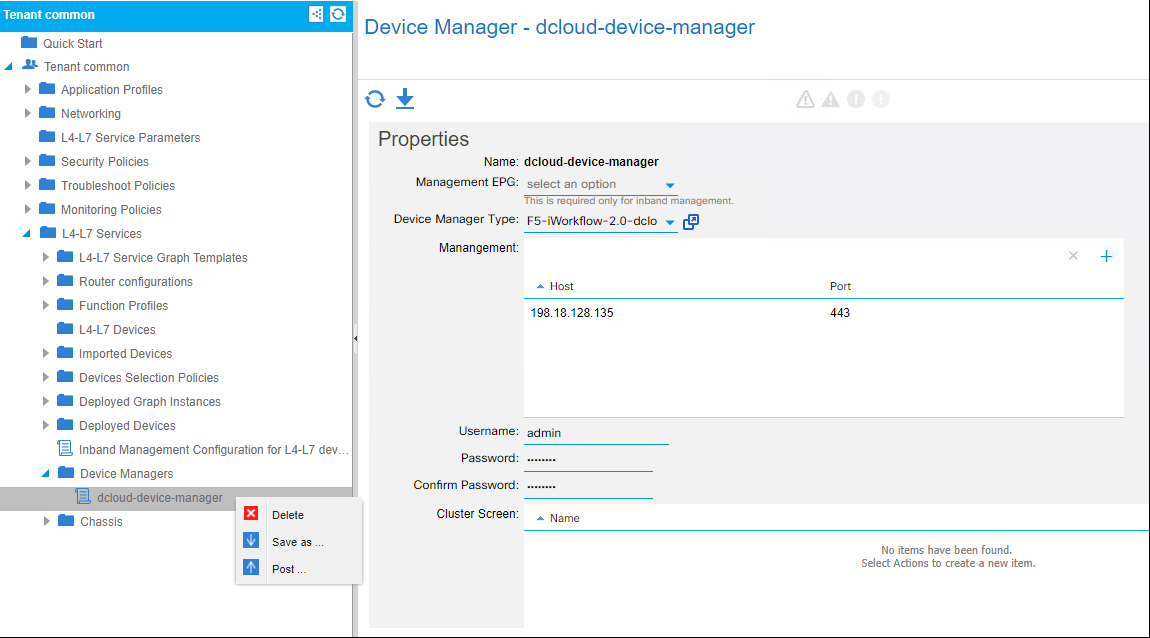 Tenant common
Quick Start
Tenant common
Application Profiles
Networking
L4-L7 Service Parameters
Security Policies
Troubleshoot Policies
Monitoring Policies
L4-L7 Services
L4-L7 Service Graph Templates
Router configurations
Function Profiles
L4-L7 Devices
Imported Devices
Devices Selection Policies
Deployed Graph Instances
Deployed Devices
Inband Management Configuration for L4-L7 dev...
Device Managers
dcloud-device-manager
Chassis
Delete
Save as ...
Post ...
Device Manager - dcloud-device-manager
Properties
Name: dcloud-device-manager
Management EPG: select an option
This is required only for inband management.
Device Manager Type: F5-iWorkflow-2.0-dclo
Manangement:
Host Port
198.18.128.135 443
Username: admin
Password: ••••••••
Confirm Password: ••••••••
Cluster Screen: Name
No items have been found.
Select Actions to create a new item.